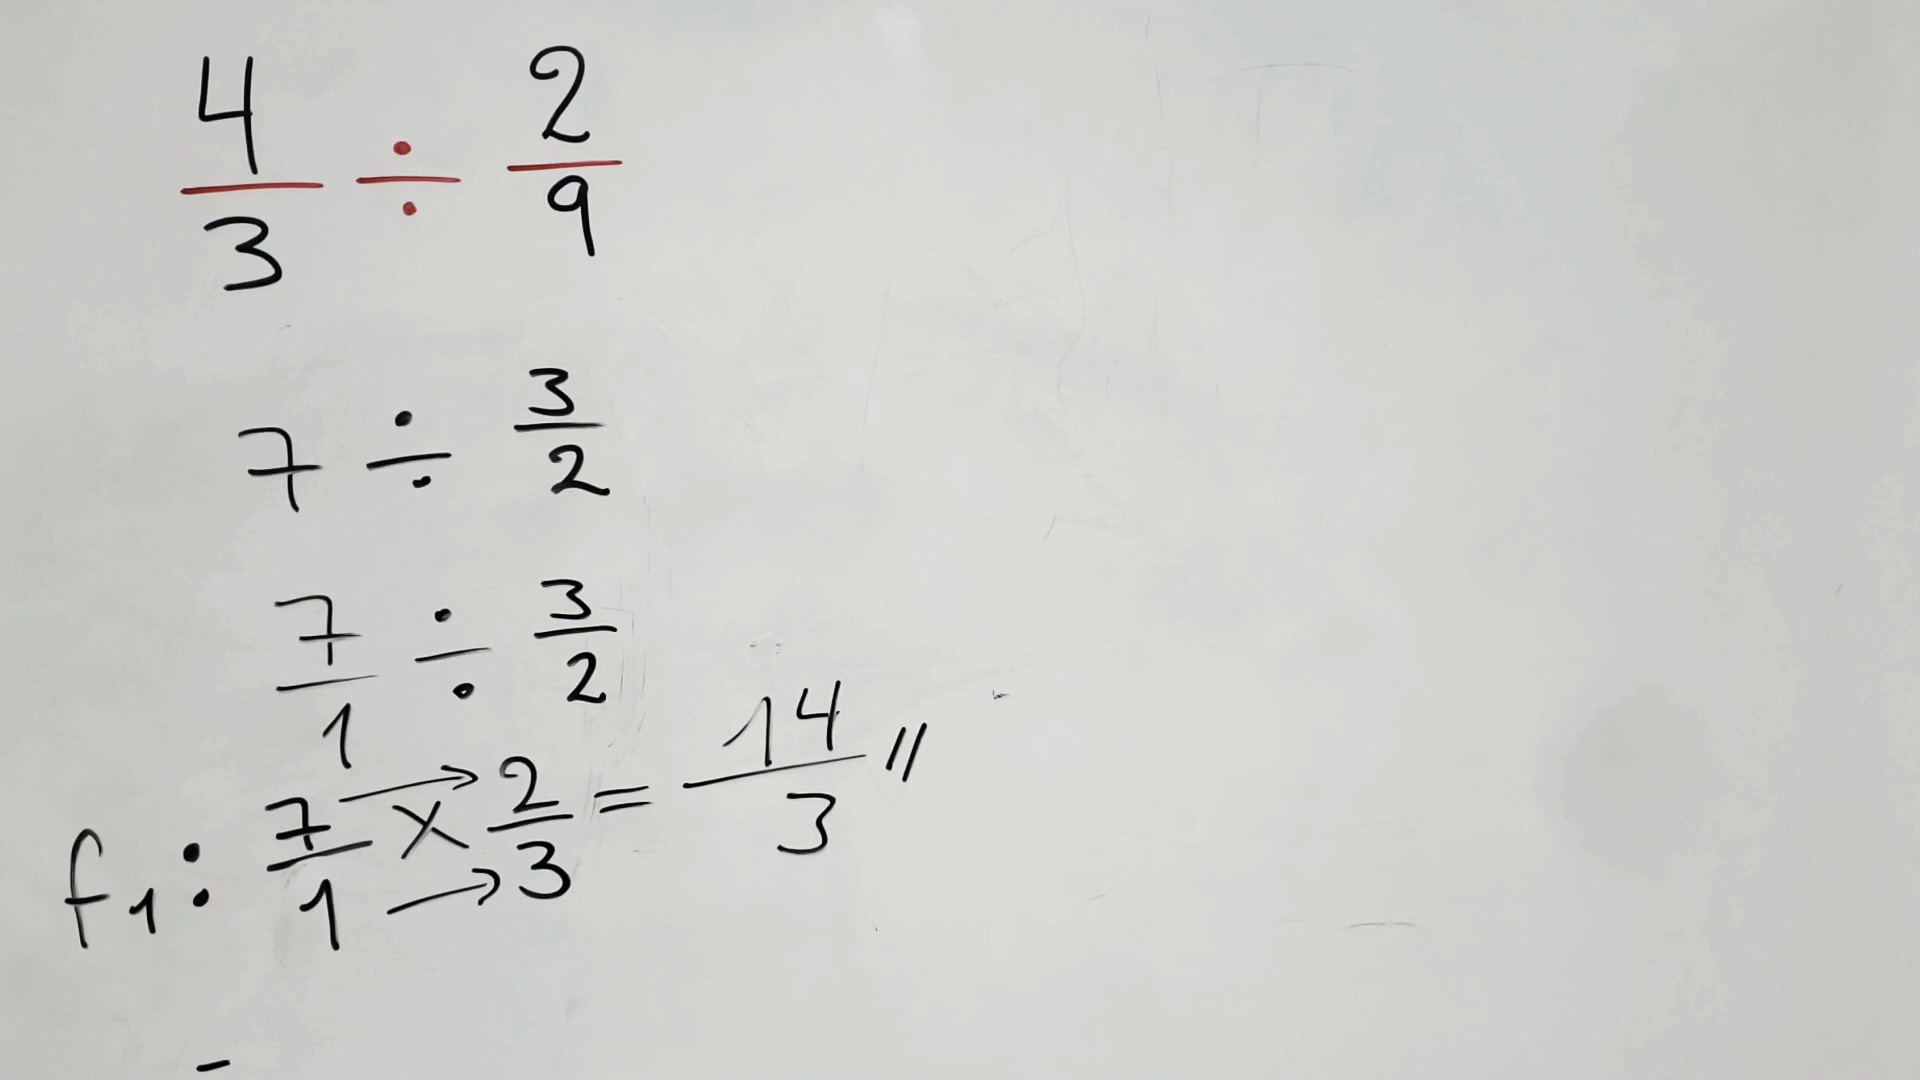 4/3 ÷ 2/9
7 ÷ 3/2
7/1 ÷ 3/2
f1: 7/1 × 2/3 = 14/3 //
-